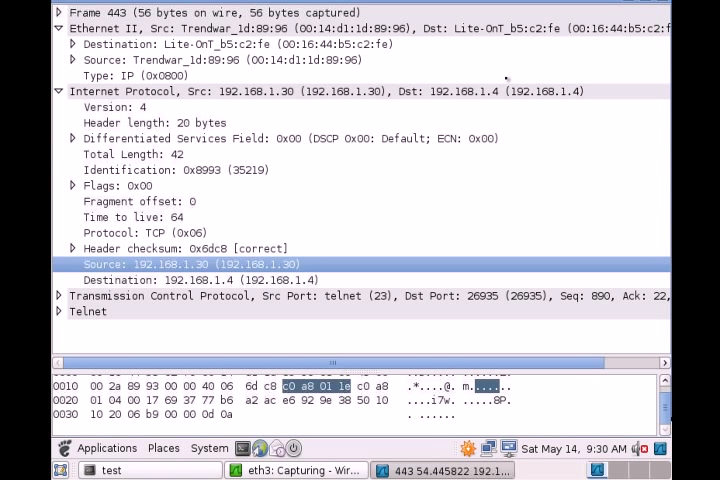 Frame 443 (56 bytes on wire, 56 bytes captured)
Ethernet II, Src: Trendwar_1d:89:96 (00:14:d1:1d:89:96), Dst: Lite-OnT_b5:c2:fe (00:16:44:b5:c2:f
Destination: Lite-OnT_b5:c2:fe (00:16:44:b5:c2:fe)
Source: Trendwar_1d:89:96 (00:14:d1:1d:89:96)
Type: IP (0x0800)
Internet Protocol, Src: 192.168.1.30 (192.168.1.30), Dst: 192.168.1.4 (192.168.1.4)
Version: 4
Header length: 20 bytes
Differentiated Services Field: 0x00 (DSCP 0x00: Default; ECN: 0x00)
Total Length: 42
Identification: 0x8993 (35219)
Flags: 0x00
Fragment offset: 0
Time to live: 64
Protocol: TCP (0x06)
Header checksum: 0x6dc8 [correct]
Source: 192.168.1.30 (192.168.1.30)
Destination: 192.168.1.4 (192.168.1.4)
Transmission Control Protocol, Src Port: telnet (23), Dst Port: 26935 (26935), Seq: 890, Ack: 22,
Telnet
0010 00 2a 89 93 00 00 40 06 6d c8 c0 a8 01 1e c0 a8 .*....@. m.......
0020 01 04 00 17 69 37 77 b6 a2 ac e6 92 9e 38 50 10 ....i7w. .....8P.
0030 10 20 06 b9 00 00 0d 0a . ......
Applications Places System Sat May 14, 9:30 AM
test eth3: Capturing - Wir... 443 54.445822 192.1...